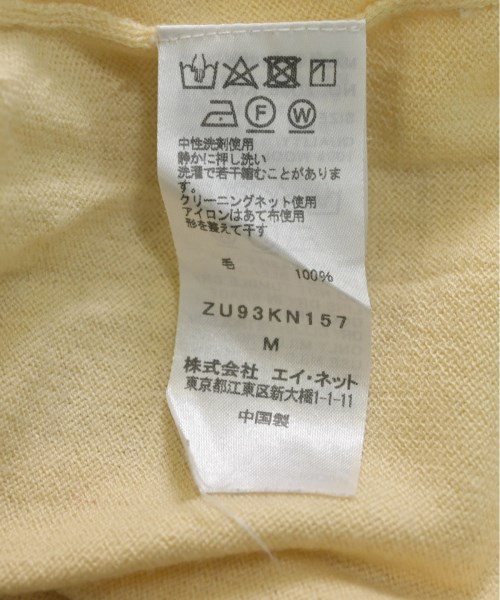 F W
中性洗剤使用
静かに押し洗い
洗濯で若干縮むことがありま
す。
クリーニングネット使用
アイロンはあて布使用
形を整えて干す
毛 100%
ZU93KN157
M
株式会社 エイ・ネット
東京都江東区新大橋1-1-11
中国製